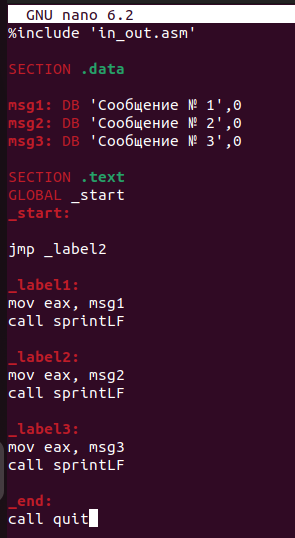 GNU nano 6.2
%include 'in_out.asm'
SECTION .data
msg1: DB 'Сообщение № 1',0
msg2: DB 'Сообщение № 2',0
msg3: DB 'Сообщение № 3',0
SECTION .text
GLOBAL _start
_start:
jmp _label2
_label1:
mov eax, msg1
call sprintLF
_label2:
mov eax, msg2
call sprintLF
_label3:
mov eax, msg3
call sprintLF
_end:
call quit